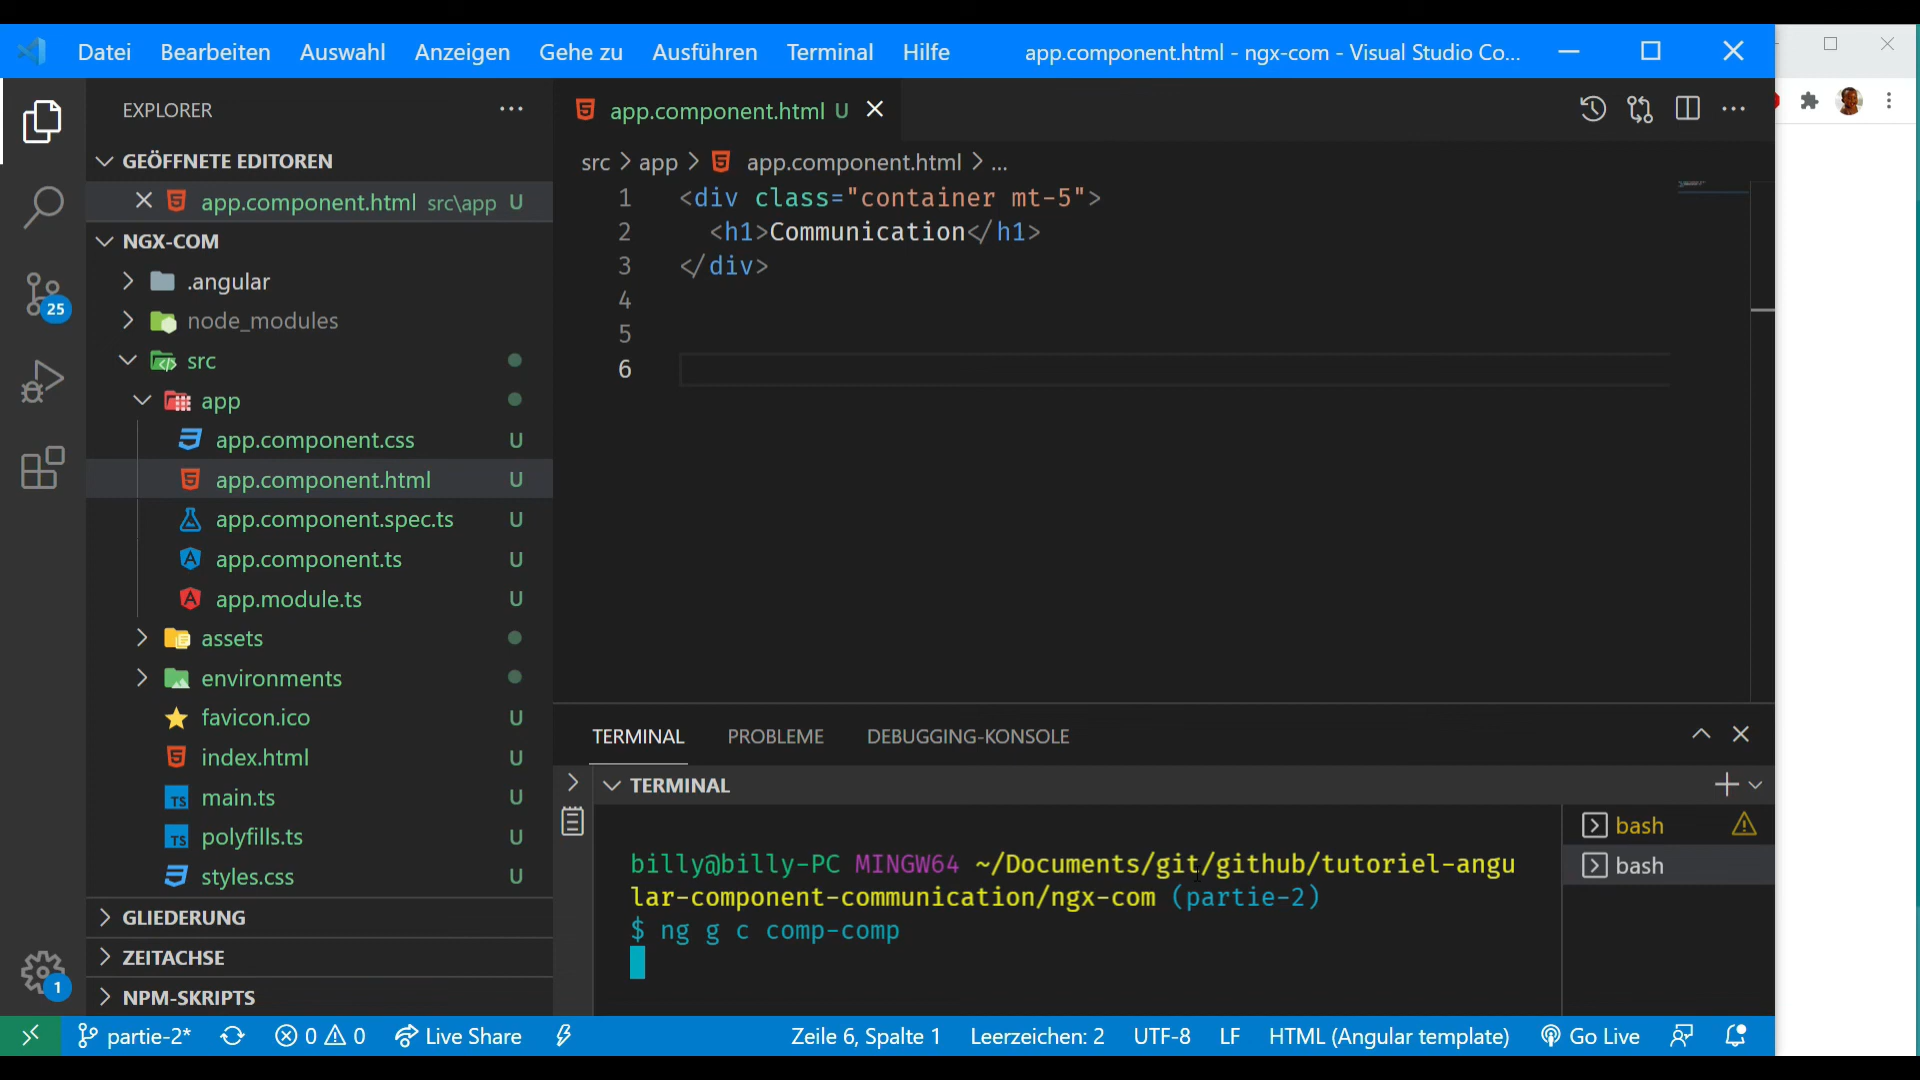 Datei Bearbeiten Auswahl Anzeigen Gehe zu Ausführen Terminal Hilfe app.component.html - ngx-com - Visual Studio Co...
EXPLORER
GEÖFFNETE EDITOREN
app.component.html src\app U
NGX-COM
.angular
node_modules
src
app
app.component.css U
app.component.html U
app.component.spec.ts U
app.component.ts U
app.module.ts U
assets
environments
favicon.ico U
index.html U
main.ts U
polyfills.ts U
styles.css U
GLIEDERUNG
ZEITACHSE
NPM-SKRIPTS
25
1
app.component.html U
src > app > app.component.html > ...
1 <div class="container mt-5">
2 <h1>Communication</h1>
3 </div>
4
5
6
TERMINAL PROBLEME DEBUGGING-KONSOLE
TERMINAL
billy@billy-PC MINGW64 ~/Documents/git/github/tutoriel-angu
lar-component-communication/ngx-com (partie-2)
$ ng g c comp-comp
bash
bash
partie-2* 0 0 Live Share Zeile 6, Spalte 1 Leerzeichen: 2 UTF-8 LF HTML (Angular template) Go Live